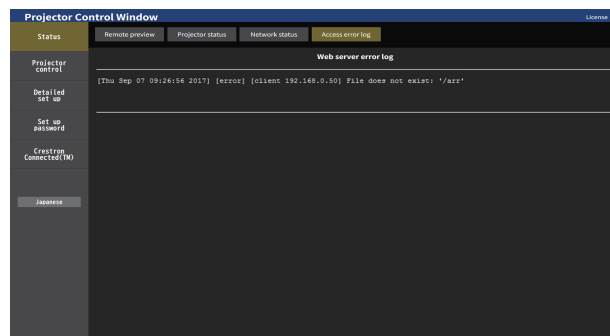 Projector Control Window
License
Status
Remote preview
Projector status
Network status
Access error log
Web server error log
[Thu Sep 07 09:26:56 2017] [error] [client 192.168.0.50] File does not exist: '/arr'
Projector
control
Detailed
set up
Set up
password
Crestron
Connected(TM)
Japanese